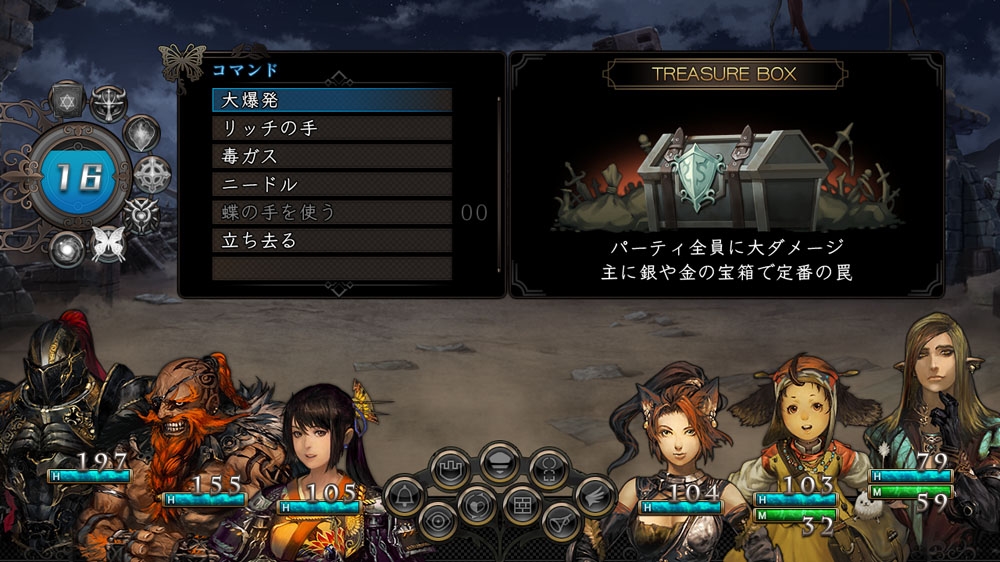 コマンド
大爆発
リッチの手
毒ガス
ニードル
蝶の手を使う 00
立ち去る
TREASURE BOX
パーティ全員に大ダメージ
主に銀や金の宝箱で定番の罠
16
197
H
155
H
105
H
104
H
103
H
M
32
79
H
M
59